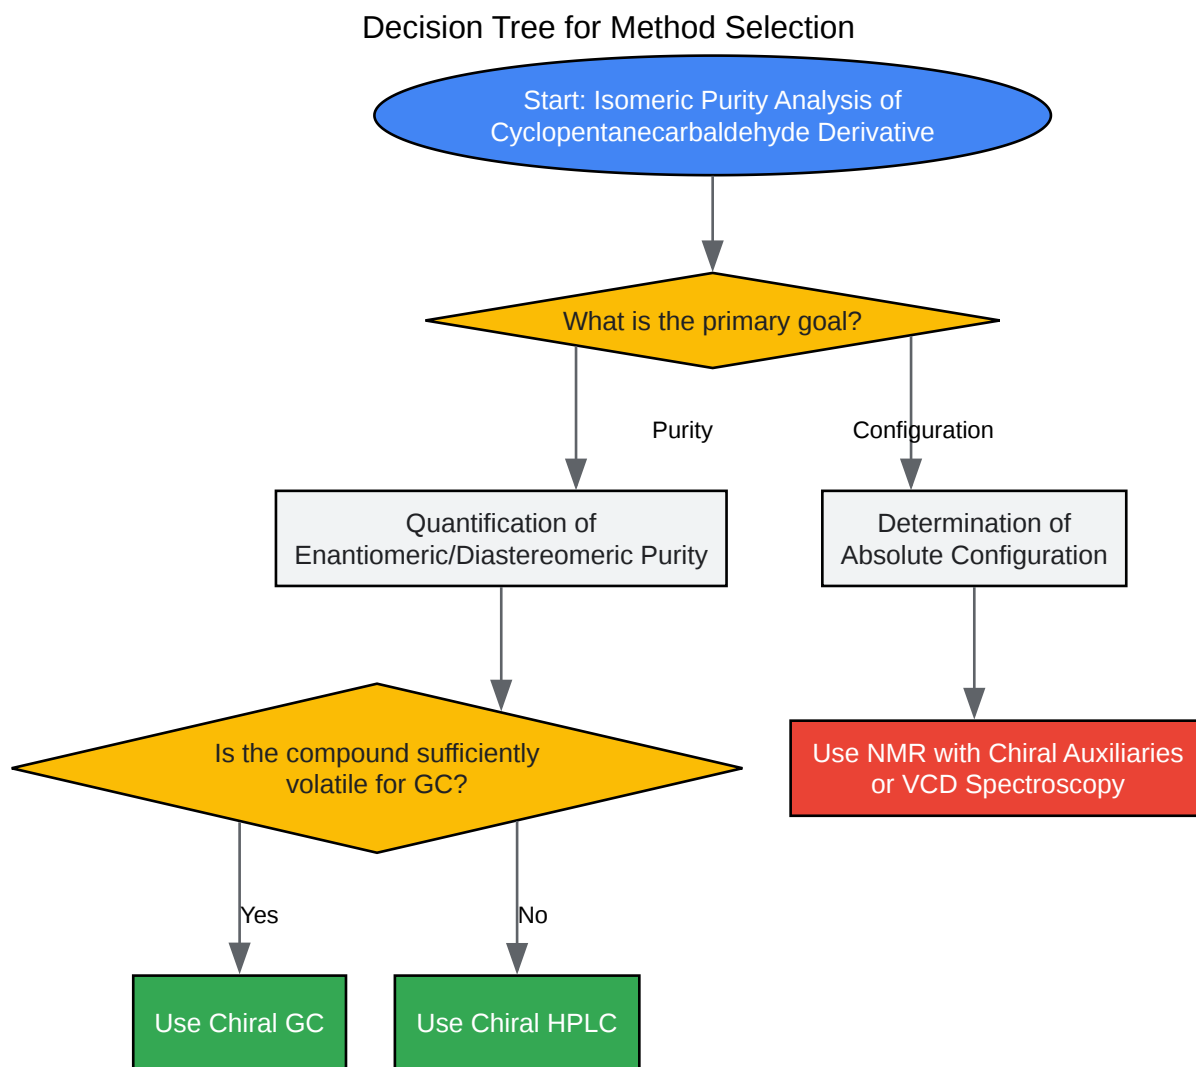 Decision Tree for Method Selection
Start: Isomeric Purity Analysis of
Cyclopentanecarbaldehyde Derivative
What is the primary goal?
Purity
Configuration
Quantification of
Enantiomeric/Diastereomeric Purity
Determination of
Absolute Configuration
Is the compound sufficiently
volatile for GC?
Use NMR with Chiral Auxiliaries
or VCD Spectroscopy
Yes
No
Use Chiral GC
Use Chiral HPLC